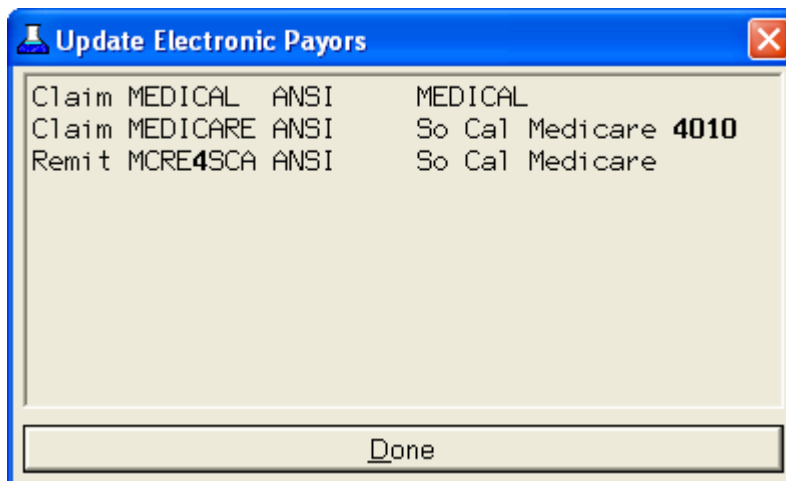 Update Electronic Payors
Claim MEDICAL ANSI MEDICAL
Claim MEDICARE ANSI So Cal Medicare 4010
Remit MCRE4SCA ANSI So Cal Medicare
Done